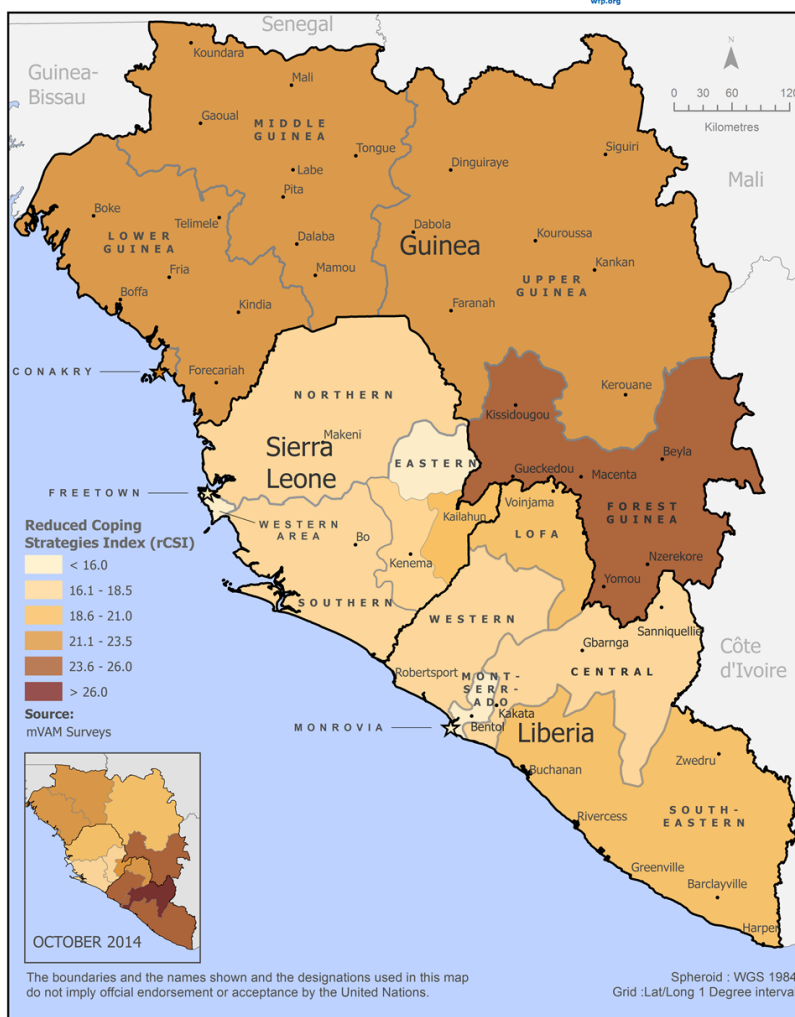 wfp.org
Senegal
Guinea-
Bissau
Koundara
Mali
Gaoual
MIDDLE
GUINEA
Tongue
Labe
Pita
Dinguiraye
Siguiri
N
0 30 60 120
Kilometres
Mali
Boke
Telimele
LOWER
GUINEA
Dalaba
Dabola
Guinea
Kouroussa
Kankan
Fria
Mamou
UPPER
GUINEA
Boffa
Kindia
Faranah
CONAKRY
Forecariah
NORTHERN
Kerouane
Kissidougou
Makeni
Sierra
Leone
EASTERN
Beyla
Gueckedou
Macenta
FREETOWN
Voinjama
FOREST
GUINEA
WESTERN
AREA
Kailahun
LOFA
Bo
Kenema
Nzerekore
Yomou
SOUTHERN
WESTERN
Sanniquellie
Gbarnga
Côte
d'Ivoire
Robertsport
MONT-
SERR-
ADO
CENTRAL
Kakata
MONROVIA
Bentol
Liberia
Zwedru
Buchanan
SOUTH-
EASTERN
Rivercess
Greenville
Barclayville
Harper
Reduced Coping
Strategies Index (rCSI)
< 16.0
16.1 - 18.5
18.6 - 21.0
21.1 - 23.5
23.6 - 26.0
> 26.0
Source:
mVAM Surveys
OCTOBER 2014
The boundaries and the names shown and the designations used in this map
do not imply offcial endorsement or acceptance by the United Nations.
Spheroid : WGS 1984
Grid :Lat/Long 1 Degree interva